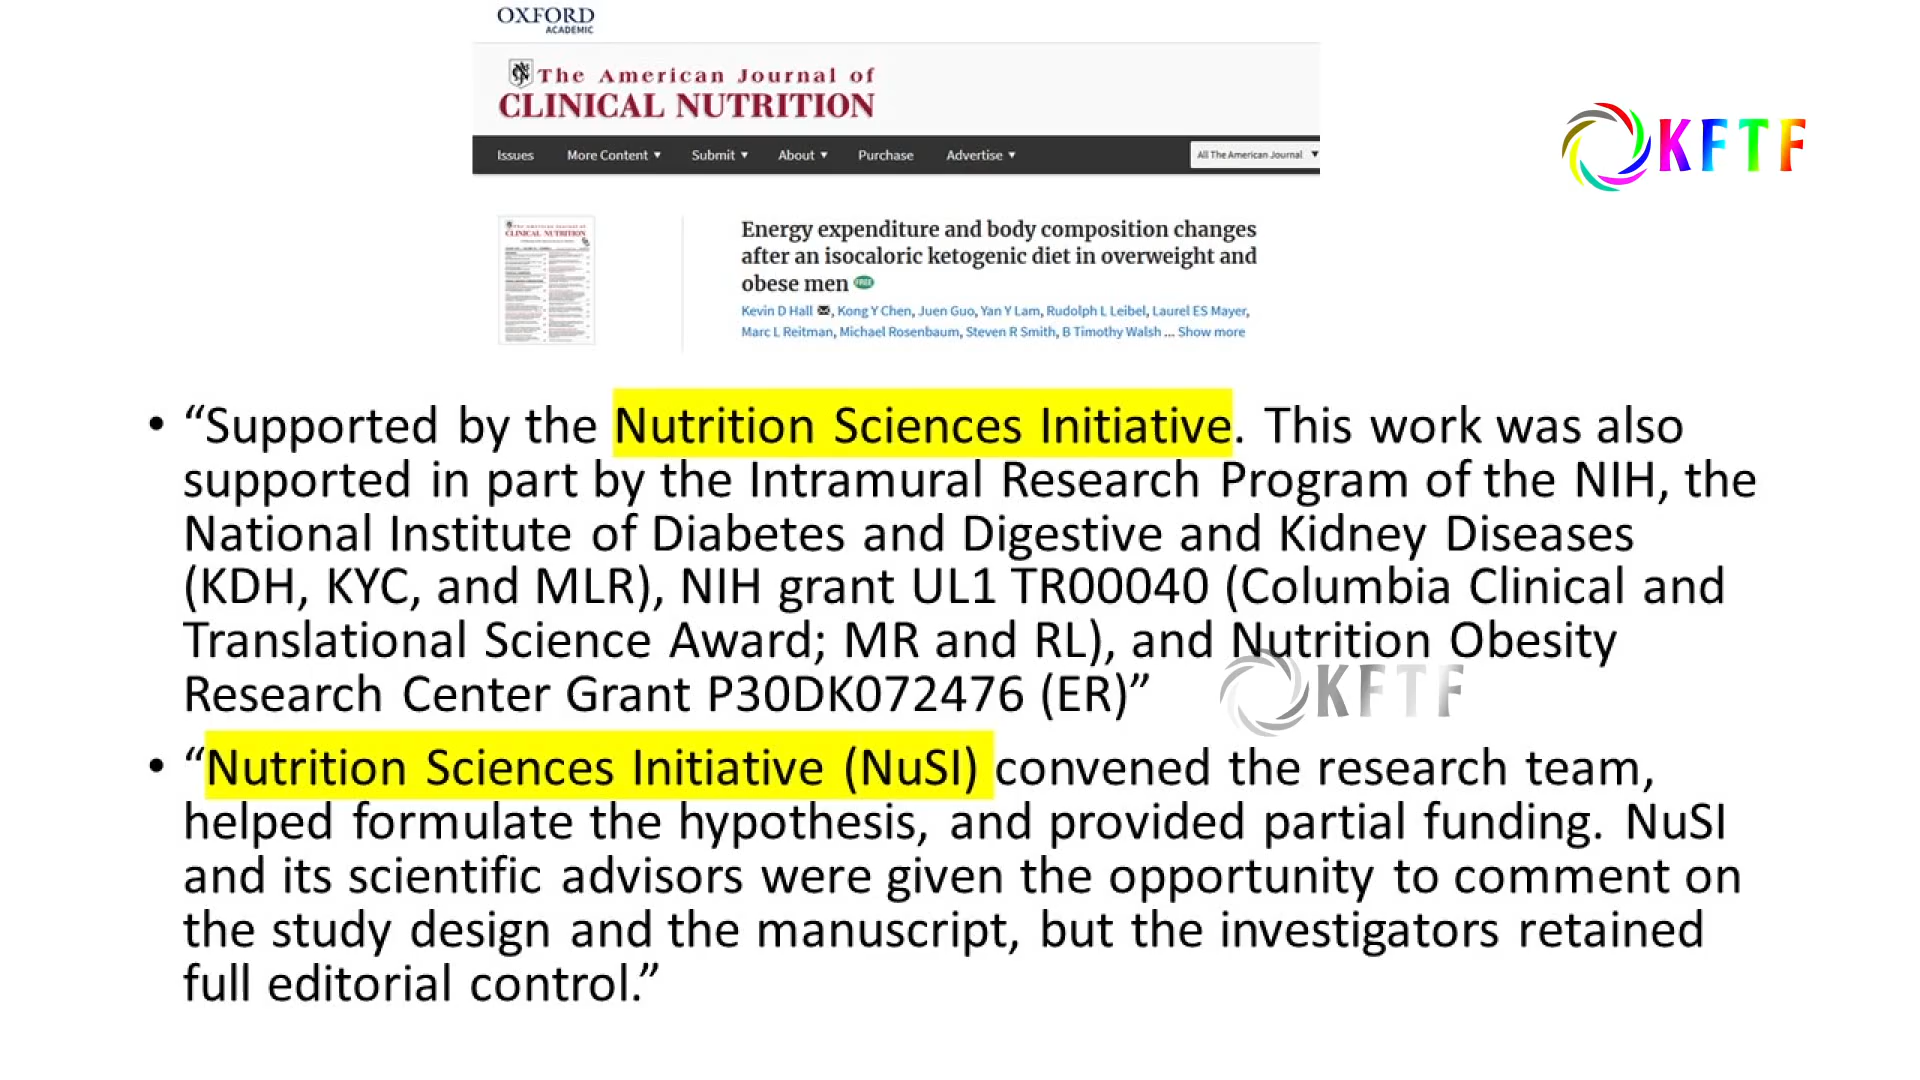 OXFORD
ACADEMIC
The American Journal of
CLINICAL NUTRITION
Issues More Content ▼ Submit ▼ About ▼ Purchase Advertise ▼ All The American Journal ▼
KFTF
The American Journal of
CLINICAL NUTRITION
Energy expenditure and body composition changes
after an isocaloric ketogenic diet in overweight and
obese men FREE
Kevin D Hall ✉, Kong Y Chen, Juen Guo, Yan Y Lam, Rudolph L Leibel, Laurel ES Mayer,
Marc L Reitman, Michael Rosenbaum, Steven R Smith, B Timothy Walsh ... Show more
• “Supported by the Nutrition Sciences Initiative. This work was also
supported in part by the Intramural Research Program of the NIH, the
National Institute of Diabetes and Digestive and Kidney Diseases
(KDH, KYC, and MLR), NIH grant UL1 TR00040 (Columbia Clinical and
Translational Science Award; MR and RL), and Nutrition Obesity
Research Center Grant P30DK072476 (ER)”
KFTF
• “Nutrition Sciences Initiative (NuSI) convened the research team,
helped formulate the hypothesis, and provided partial funding. NuSI
and its scientific advisors were given the opportunity to comment on
the study design and the manuscript, but the investigators retained
full editorial control.”